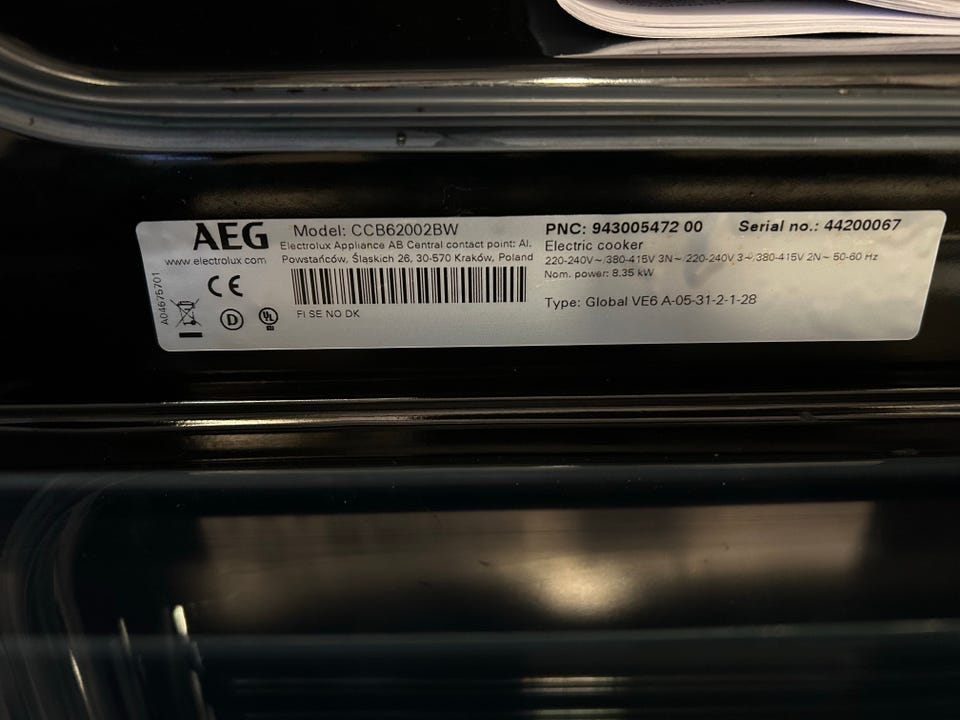 AEG
www.electrolux.com
Model: CCB62002BW
Electrolux Appliance AB Central contact point: Al.
Powstańców, Śląskich 26, 30-570 Kraków, Poland
CE
FI SE NO DK
A04675701
D
UL
PNC: 943005472 00
Serial no.: 44200067
Electric cooker
220-240V~/380-415V 3N~ 220-240V 3~/380-415V 2N~ 50-60 Hz
Nom. power: 8.35 kW
Type: Global VE6 A-05-31-2-1-28